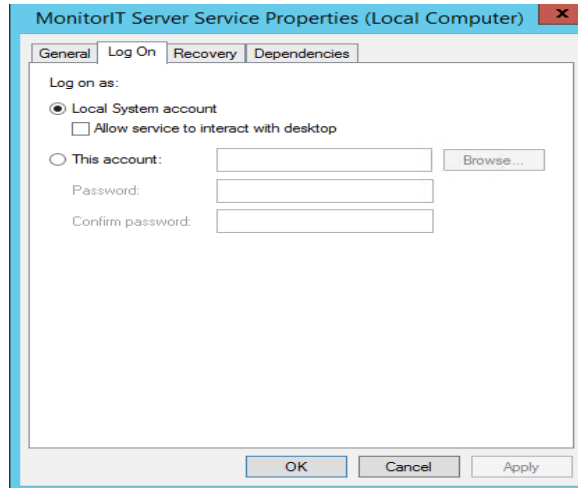 MonitorIT Server Service Properties (Local Computer) x
General Log On Recovery Dependencies
Log on as:
Local System account
Allow service to interact with desktop
This account: Browse...
Password:
Confirm password:
OK Cancel Apply